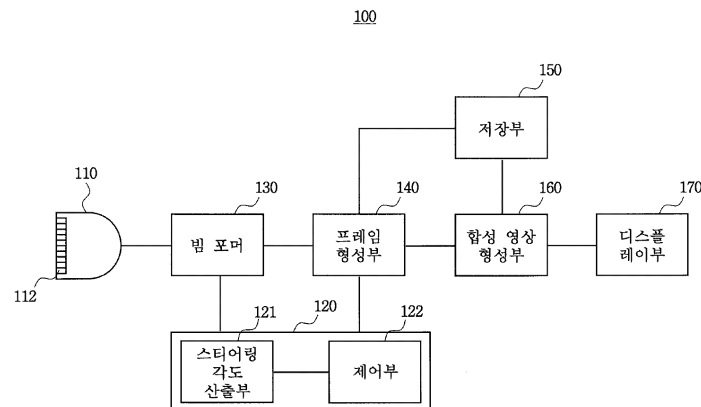 100
150
저장부
110
130
140
160
170
빔 포머
프레임
형성부
합성 영상
형성부
디스플
레이부
112
121
120
122
스티어링
각도
산출부
제어부